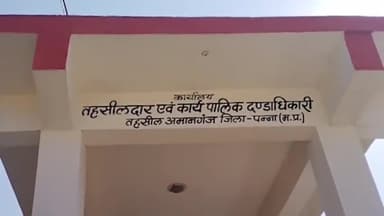 कार्यालय
तहसीलदार एवं कार्य पालिक दण्डाधिकारी
तहसील अमानगंज जिला-पन्ना (म.प्र.)